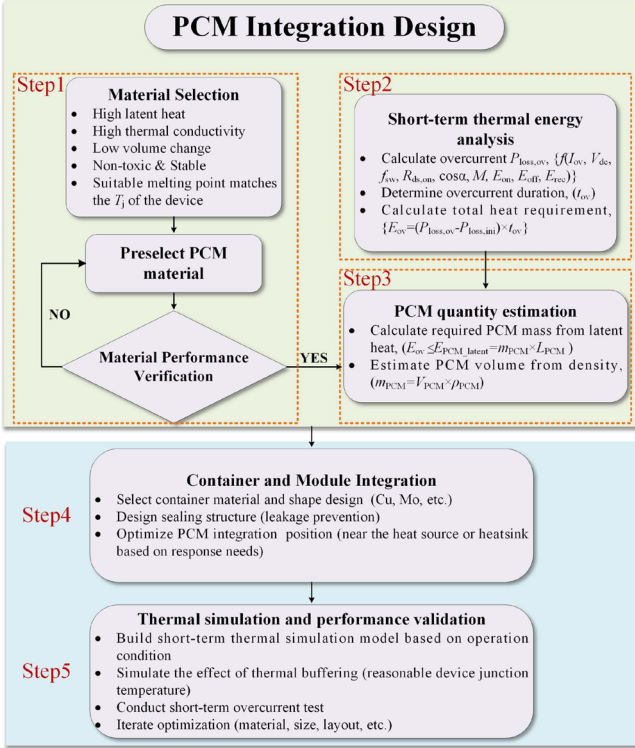 PCM Integration Design
Step1
Material Selection
• High latent heat
• High thermal conductivity
• Low volume change
• Non-toxic & Stable
• Suitable melting point matches
the Tj of the device
Preselect PCM
material
NO
Material Performance
Verification
YES
Step2
Short-term thermal energy
analysis
• Calculate overcurrent Ploss,ov, {f(Iov, Vdc,
fsw, Rds,on, cosα, M, Eon, Eoff, Erec)}
• Determine overcurrent duration, (tov)
• Calculate total heat requirement,
{Eov=(Ploss,ov-Ploss,ini)×tov}
Step3
PCM quantity estimation
• Calculate required PCM mass from latent
heat, (Eov ≤EPCM_latent=mPCM×LPCM )
• Estimate PCM volume from density,
(mPCM=VPCM×ρPCM)
Step4
Container and Module Integration
• Select container material and shape design (Cu, Mo, etc.)
• Design sealing structure (leakage prevention)
• Optimize PCM integration position (near the heat source or heatsink
based on response needs)
Step5
Thermal simulation and performance validation
• Build short-term thermal simulation model based on operation
condition
• Simulate the effect of thermal buffering (reasonable device junction
temperature)
• Conduct short-term overcurrent test
• Iterate optimization (material, size, layout, etc.)